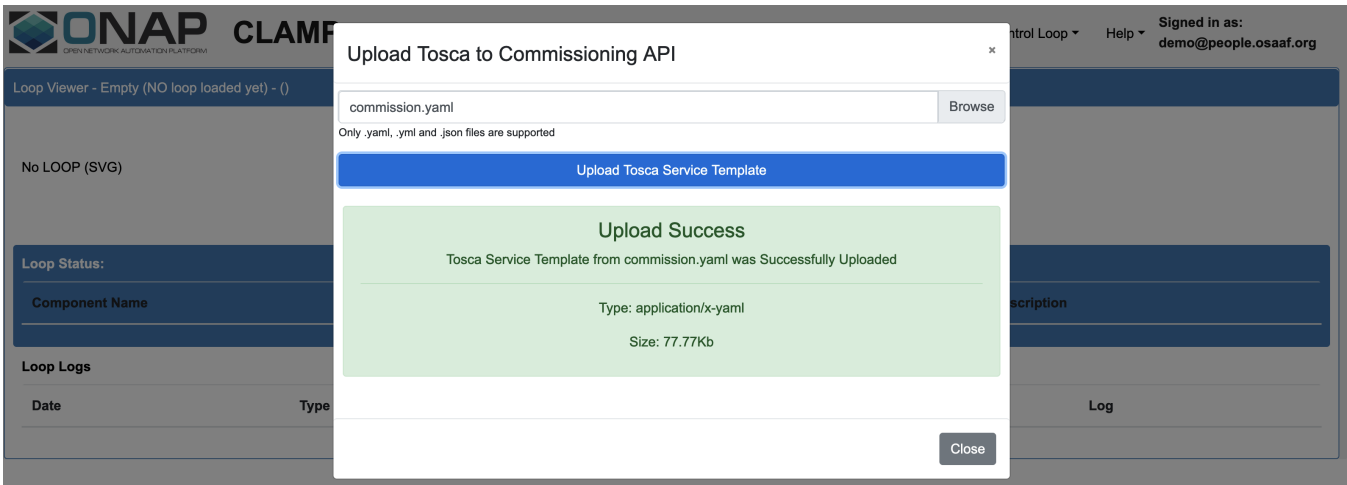 ONAP
OPEN NETWORK AUTOMATION PLATFORM
CLAMP
ntrol Loop
Help
Signed in as:
demo@people.osaaf.org
Upload Tosca to Commissioning API
×
Loop Viewer - Empty (NO loop loaded yet) - ()
commission.yaml
Browse
Only .yaml, .yml and .json files are supported
No LOOP (SVG)
Upload Tosca Service Template
Upload Success
Tosca Service Template from commission.yaml was Successfully Uploaded
Loop Status:
Component Name
scription
Type: application/x-yaml
Size: 77.77Kb
Loop Logs
Date
Type
Log
Close